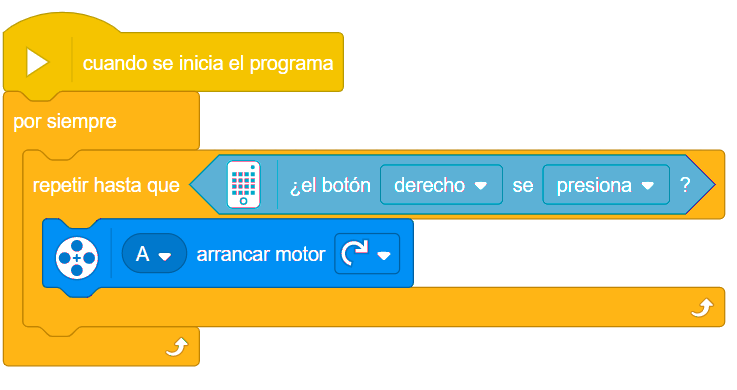 cuando se inicia el programa
por siempre
repetir hasta que ¿el botón derecho se presiona ?
A arrancar motor